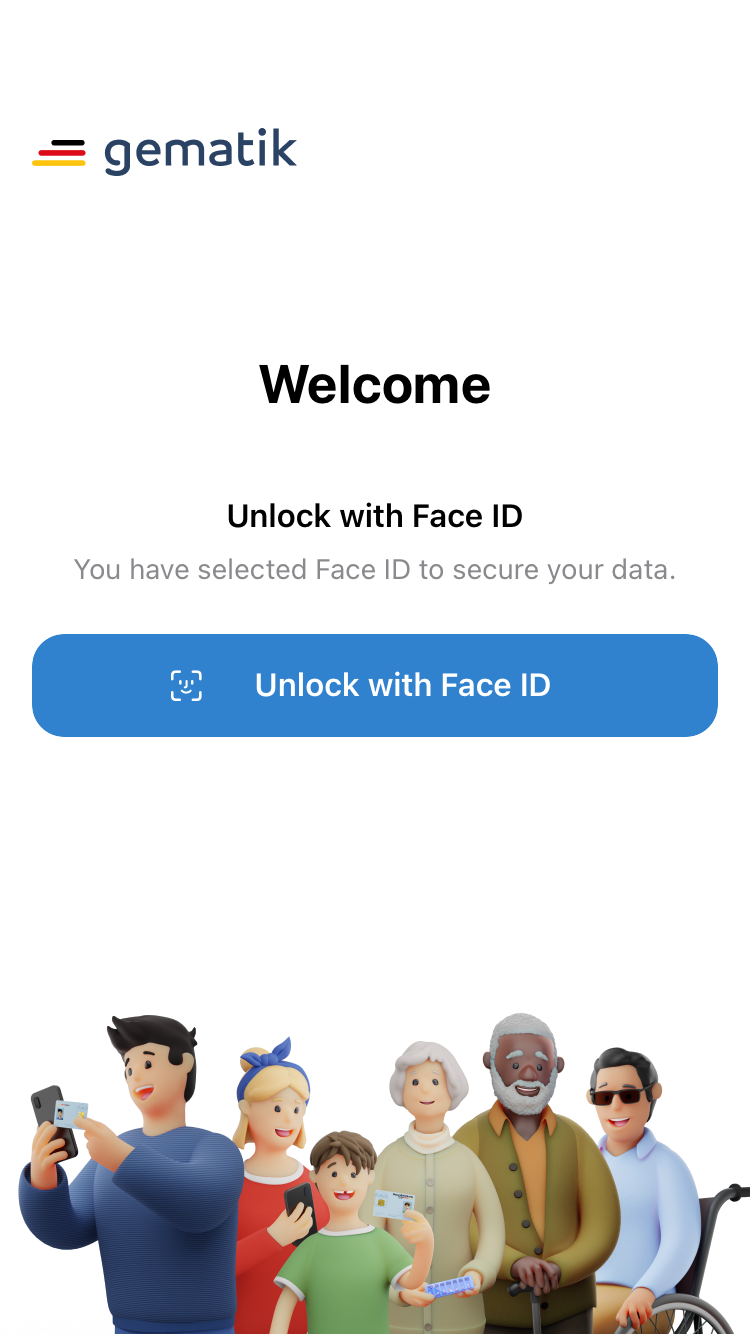 gematik
Welcome
Unlock with Face ID
You have selected Face ID to secure your data.
Unlock with Face ID